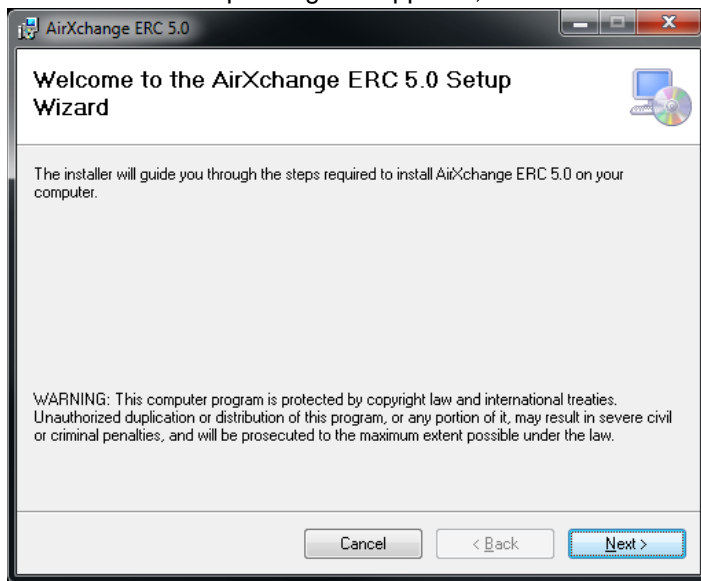 AirXchange ERC 5.0
Welcome to the AirXchange ERC 5.0 Setup
Wizard
The installer will guide you through the steps required to install AirXchange ERC 5.0 on your
computer.
WARNING: This computer program is protected by copyright law and international treaties.
Unauthorized duplication or distribution of this program, or any portion of it, may result in severe civil
or criminal penalties, and will be prosecuted to the maximum extent possible under the law.
Cancel < Back Next >